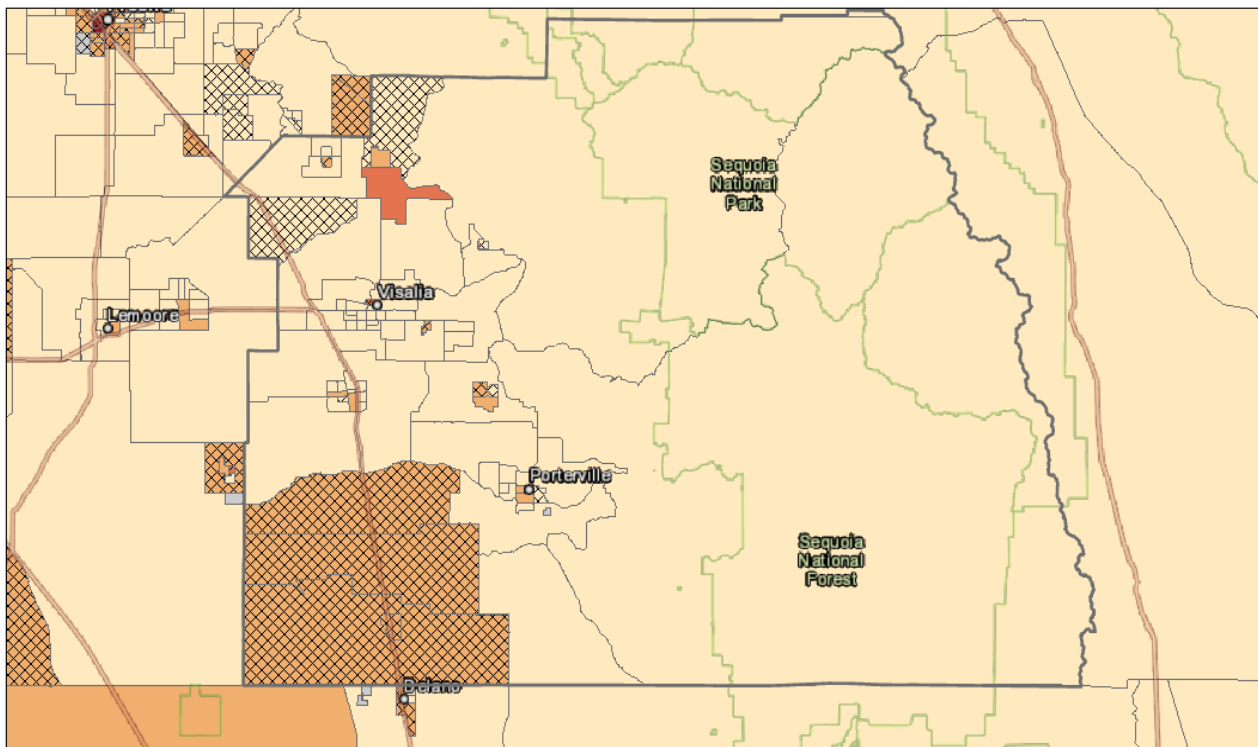 Sequoia
National
Park
Visalia
Lemoore
Porterville
Sequoia
National
Forest
Delano